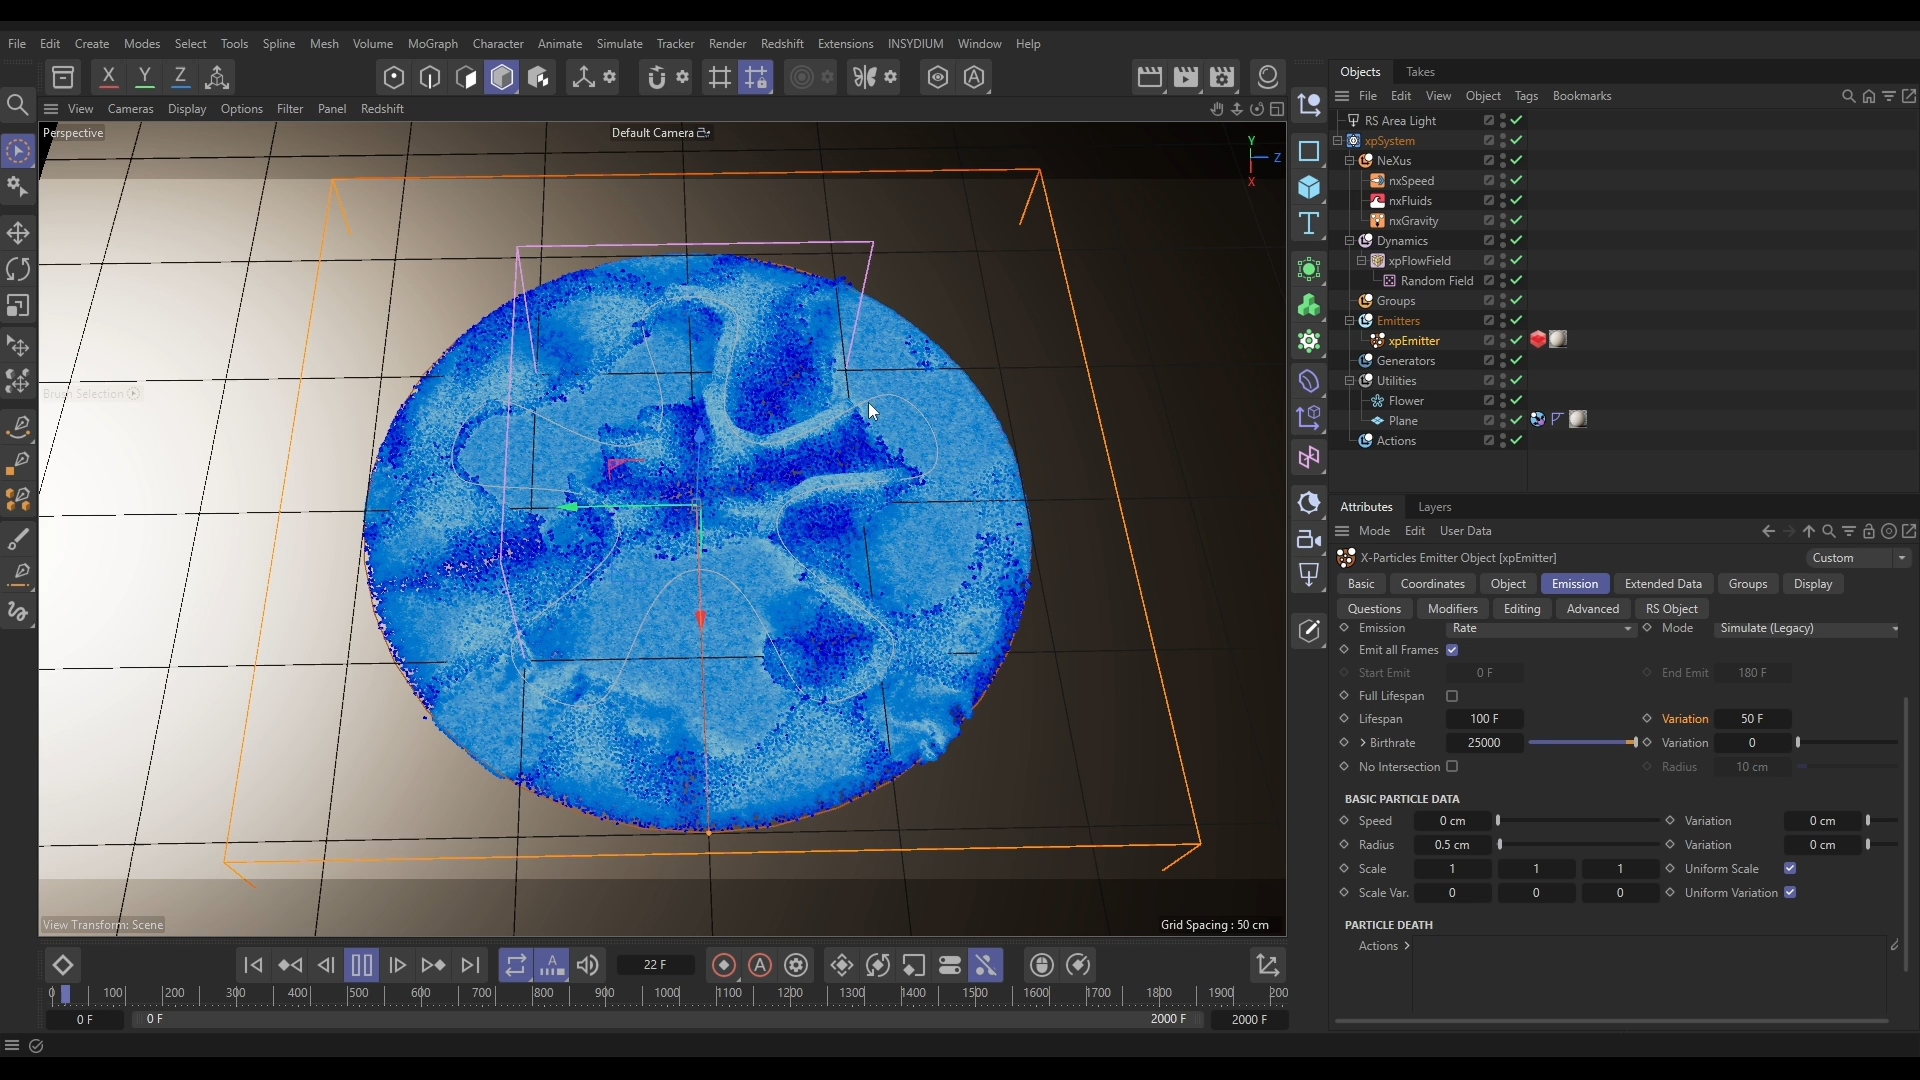 File Edit Create Modes Select Tools Spline Mesh Volume MoGraph Character Animate Simulate Tracker Render Redshift Extensions INSYDIUM Window Help
X Y Z
View Cameras Display Options Filter Panel Redshift
Perspective
Default Camera
Y
Z
X
Brush Selection
View Transform: Scene
Grid Spacing : 50 cm
22 F
0 100 200 300 400 500 600 700 800 900 1000 1100 1200 1300 1400 1500 1600 1700 1800 1900 200
0 F 0 F 2000 F 2000 F
Objects Takes
File Edit View Object Tags Bookmarks
RS Area Light
xpSystem
NeXus
nxSpeed
nxFluids
nxGravity
Dynamics
xpFlowField
Random Field
Groups
Emitters
xpEmitter
Generators
Utilities
Flower
Plane
Actions
Attributes Layers
Mode Edit User Data
X-Particles Emitter Object [xpEmitter] Custom
Basic Coordinates Object Emission Extended Data Groups Display
Questions Modifiers Editing Advanced RS Object
Emission Rate Mode Simulate (Legacy)
Emit all Frames
Start Emit 0 F End Emit 180 F
Full Lifespan
Lifespan 100 F Variation 50 F
> Birthrate 25000 Variation 0
No Intersection Radius 10 cm
BASIC PARTICLE DATA
Speed 0 cm Variation 0 cm
Radius 0.5 cm Variation 0 cm
Scale 1 1 1 Uniform Scale
Scale Var. 0 0 0 Uniform Variation
PARTICLE DEATH
Actions >